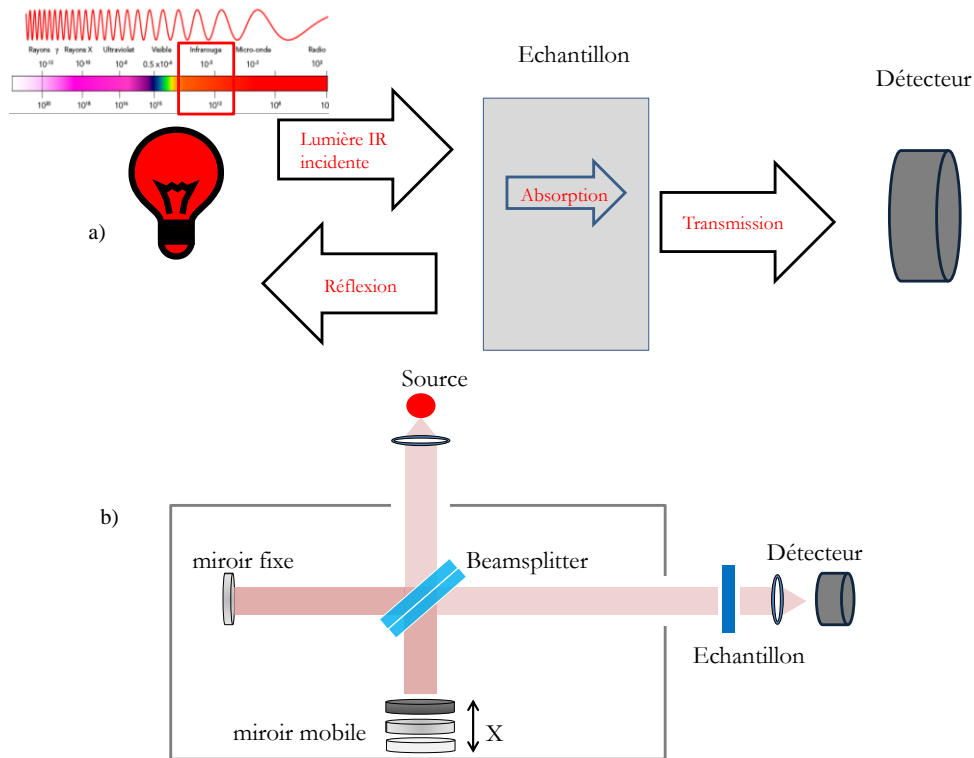 Rayons γ Rayons X Ultraviolet Visible Infrarouge Micro-onde Radio
10⁻¹² 10⁻¹⁰ 10⁻⁸ 0.5 x10⁻⁶ 10⁻⁵ 10⁻² 10³
10²⁰ 10¹⁸ 10¹⁶ 10¹⁵ 10¹² 10⁸ 10
Echantillon
Détecteur
Lumière IR
incidente
Absorption
Transmission
a)
Réflexion
Source
b)
miroir fixe
Beamsplitter
Détecteur
Echantillon
miroir mobile
X